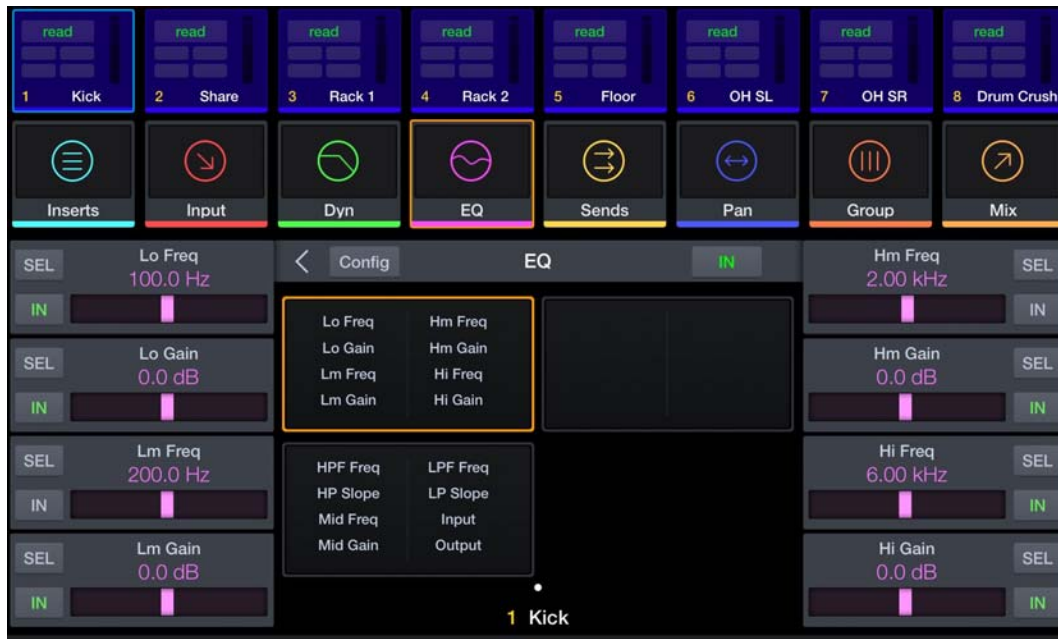 read read read read read read read read
1 Kick 2 Share 3 Rack 1 4 Rack 2 5 Floor 6 OH SL 7 OH SR 8 Drum Crush
Inserts Input Dyn EQ Sends Pan Group Mix
SEL Lo Freq
100.0 Hz
IN
SEL Lo Gain
0.0 dB
IN
SEL Lm Freq
200.0 Hz
IN
SEL Lm Gain
0.0 dB
IN
Config EQ IN
Lo Freq Hm Freq
Lo Gain Hm Gain
Lm Freq Hi Freq
Lm Gain Hi Gain
HPF Freq LPF Freq
HP Slope LP Slope
Mid Freq Input
Mid Gain Output
1 Kick
Hm Freq SEL
2.00 kHz
IN
Hm Gain SEL
0.0 dB
IN
Hi Freq SEL
6.00 kHz
IN
Hi Gain SEL
0.0 dB
IN